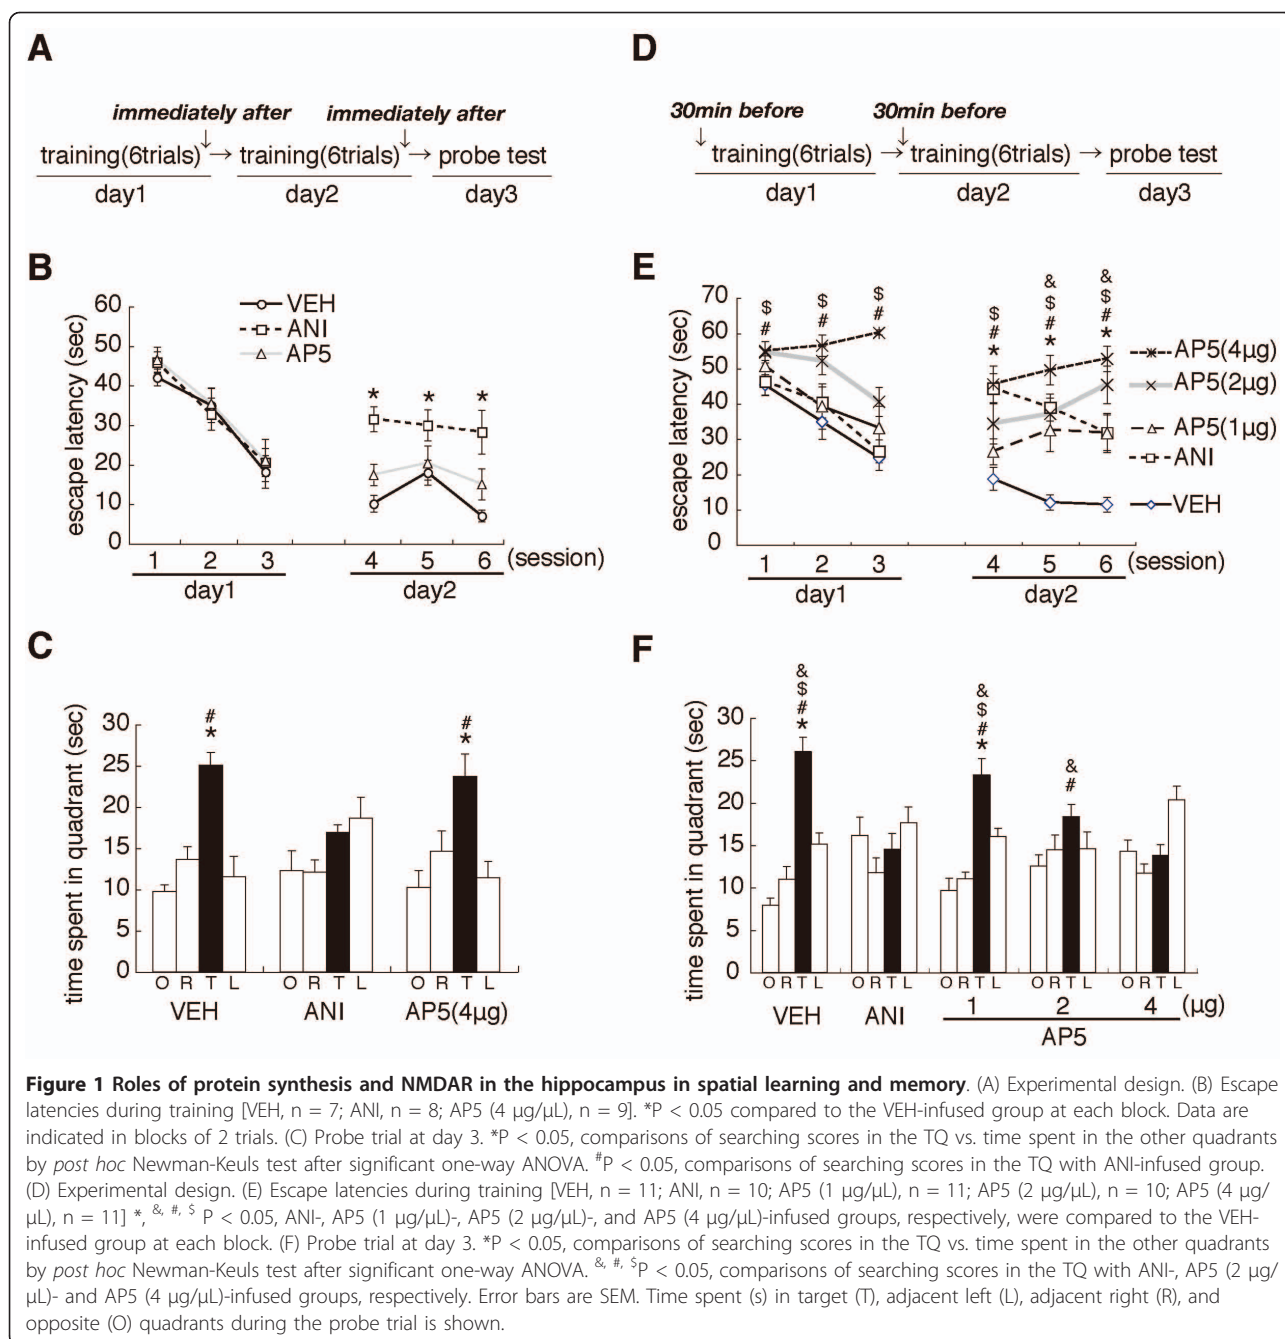 A
immediately after immediately after
training(6trials) → training(6trials) → probe test
day1 day2 day3
B
escape latency (sec)
60
50
40
30
20
10
0
VEH
ANI
AP5
* * *
1 2 3 4 5 6 (session)
day1 day2
C
time spent in quadrant (sec)
30
25
20
15
10
5
0
# #
* *
O R T L O R T L O R T L
VEH ANI AP5(4μg)
D
30min before 30min before
training(6trials) → training(6trials) → probe test
day1 day2 day3
E
escape latency (sec)
70
60
50
40
30
20
10
0
$ $ $ $ & &
# # # # $ $
* # #
* *
AP5(4μg)
AP5(2μg)
AP5(1μg)
ANI
VEH
1 2 3 4 5 6 (session)
day1 day2
F
time spent in quadrant (sec)
30
25
20
15
10
5
0
& & &
$ $ #
# #
* *
O R T L O R T L O R T L O R T L O R T L
VEH ANI 1 2 4 (μg)
AP5
Figure 1 Roles of protein synthesis and NMDAR in the hippocampus in spatial learning and memory. (A) Experimental design. (B) Escape
latencies during training [VEH, n = 7; ANI, n = 8; AP5 (4 μg/μL), n = 9]. *P < 0.05 compared to the VEH-infused group at each block. Data are
indicated in blocks of 2 trials. (C) Probe trial at day 3. *P < 0.05, comparisons of searching scores in the TQ vs. time spent in the other quadrants
by post hoc Newman-Keuls test after significant one-way ANOVA. #P < 0.05, comparisons of searching scores in the TQ with ANI-infused group.
(D) Experimental design. (E) Escape latencies during training [VEH, n = 11; ANI, n = 10; AP5 (1 μg/μL), n = 11; AP5 (2 μg/μL), n = 10; AP5 (4 μg/
μL), n = 11] *, &, #, $ P < 0.05, ANI-, AP5 (1 μg/μL)-, AP5 (2 μg/μL)-, and AP5 (4 μg/μL)-infused groups, respectively, were compared to the VEH-
infused group at each block. (F) Probe trial at day 3. *P < 0.05, comparisons of searching scores in the TQ vs. time spent in the other quadrants
by post hoc Newman-Keuls test after significant one-way ANOVA. &, #, $P < 0.05, comparisons of searching scores in the TQ with ANI-, AP5 (2 μg/
μL)- and AP5 (4 μg/μL)-infused groups, respectively. Error bars are SEM. Time spent (s) in target (T), adjacent left (L), adjacent right (R), and
opposite (O) quadrants during the probe trial is shown.